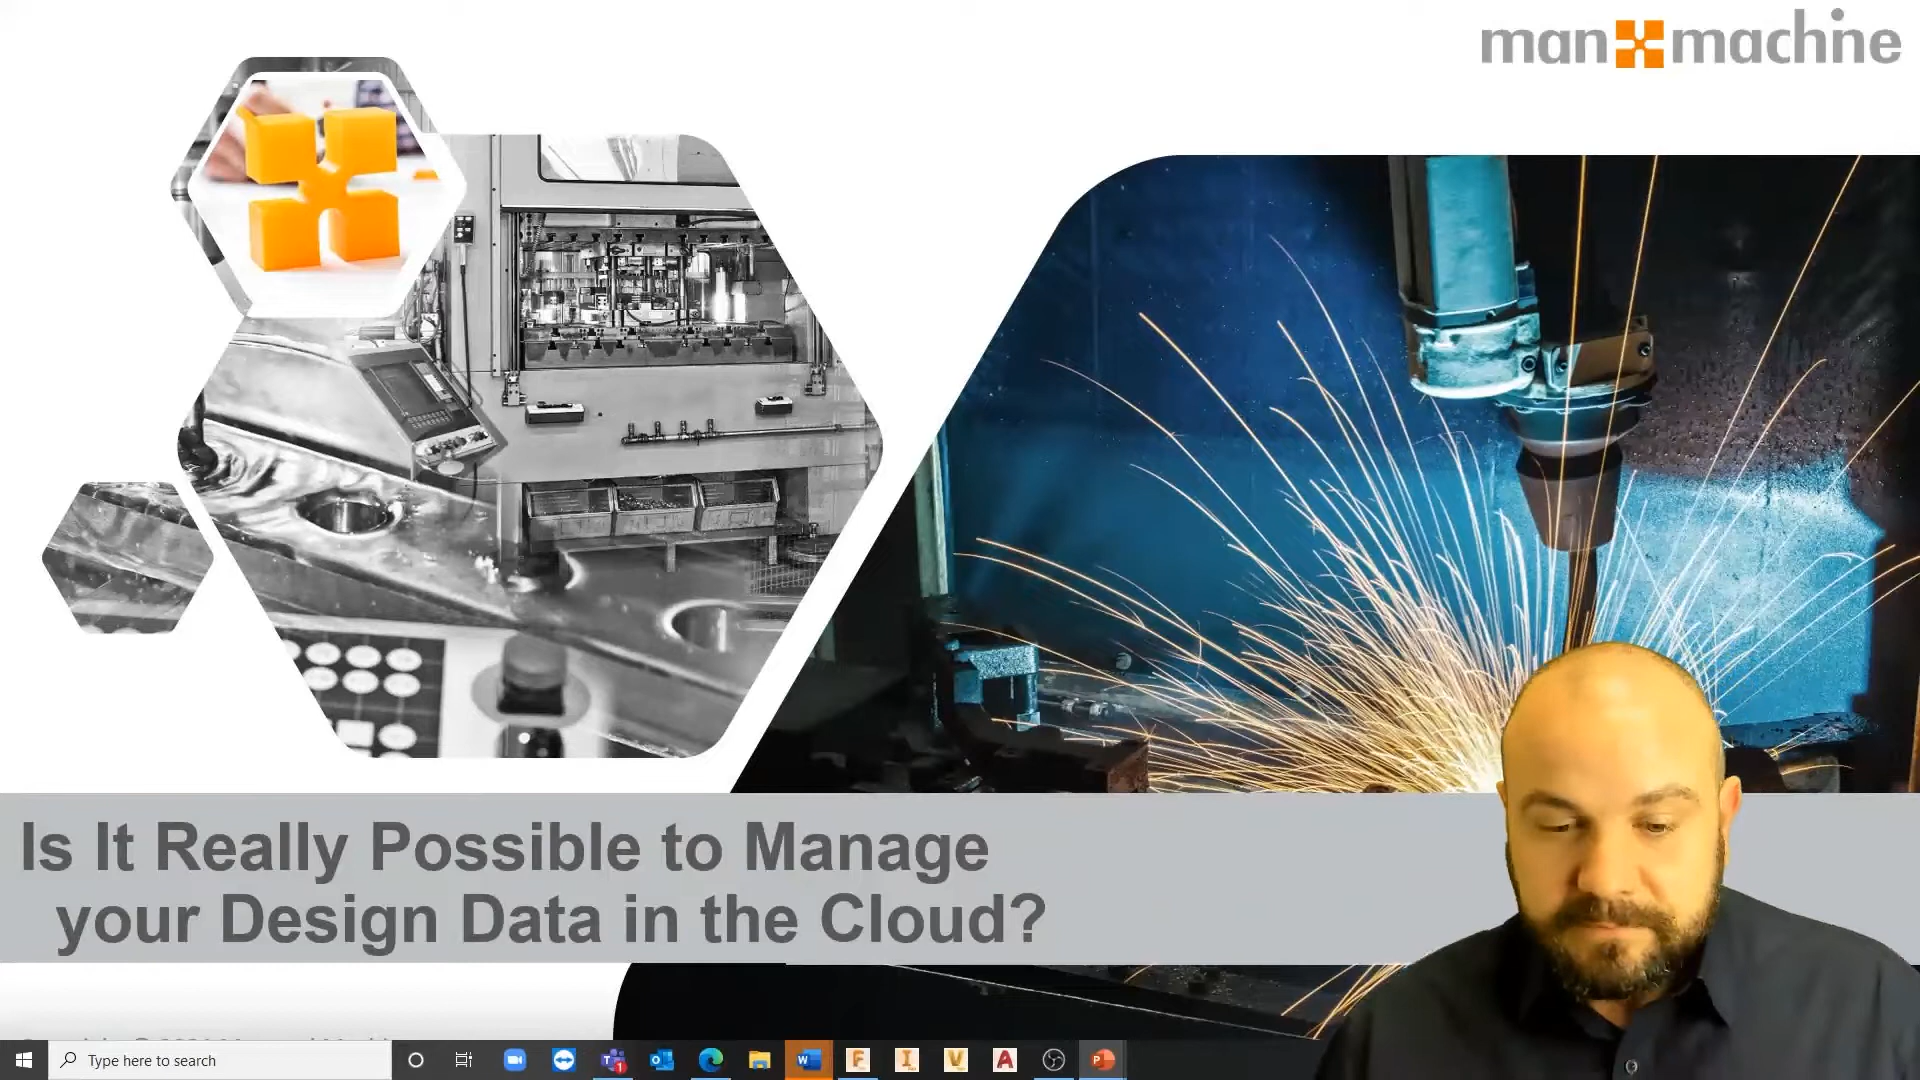 man machine
Is It Really Possible to Manage
your Design Data in the Cloud?
Type here to search